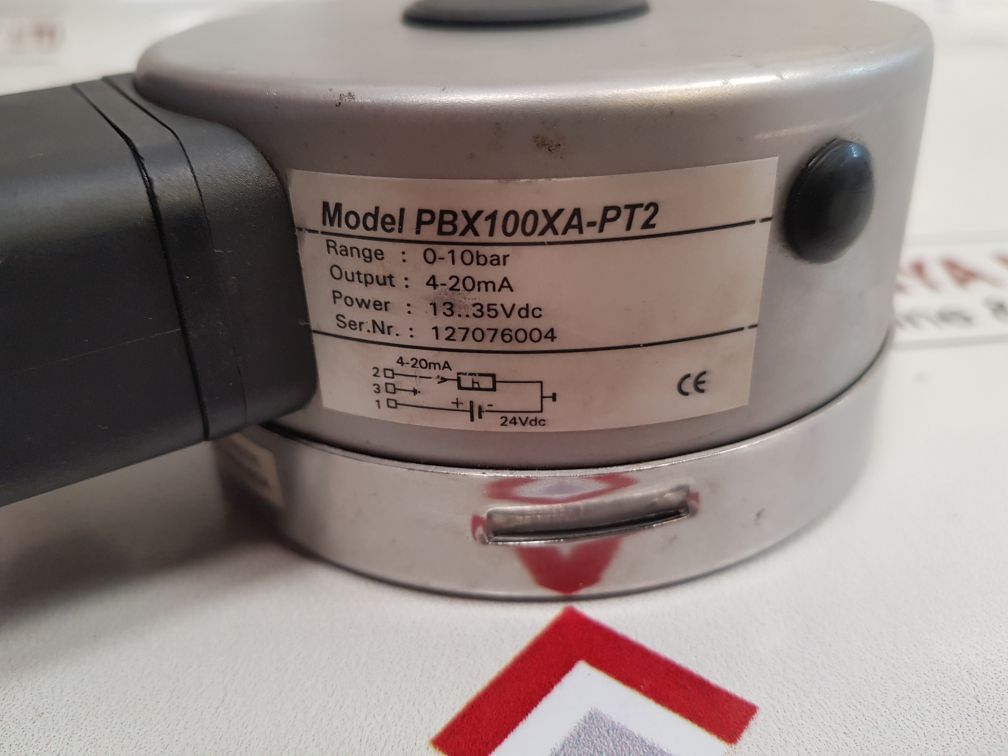 Model PBX100XA-PT2
Range : 0-10bar
Output : 4-20mA
Power : 13..35Vdc
Ser.Nr. : 127076004
4-20mA
2
3
1
+ -
24Vdc
CE